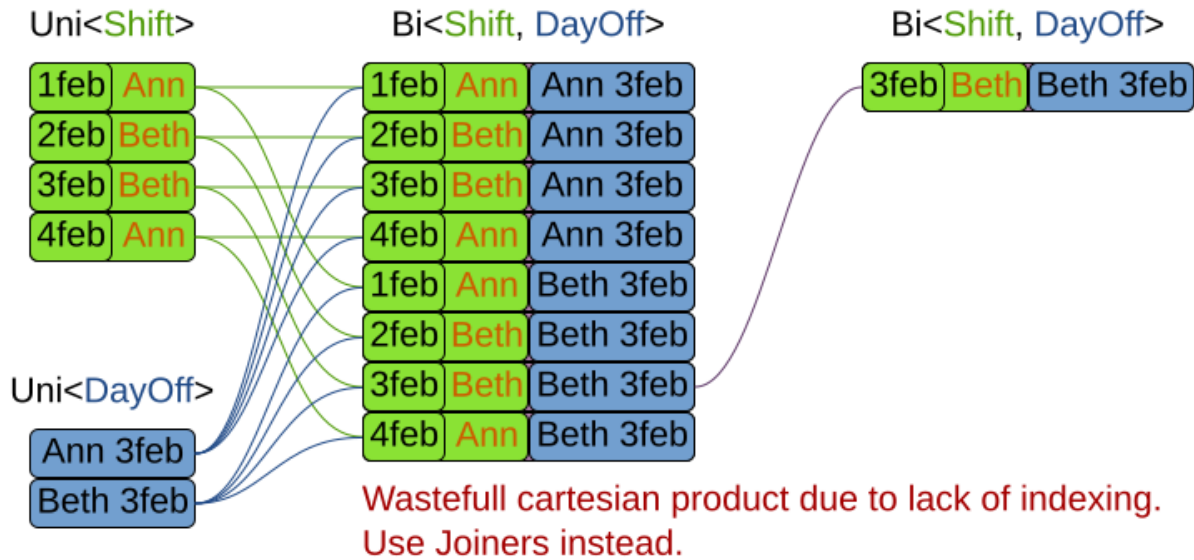 Uni<Shift>
1feb Ann
2feb Beth
3feb Beth
4feb Ann
Uni<DayOff>
Ann 3feb
Beth 3feb
Bi<Shift, DayOff>
1feb Ann Ann 3feb
2feb Beth Ann 3feb
3feb Beth Ann 3feb
4feb Ann Ann 3feb
1feb Ann Beth 3feb
2feb Beth Beth 3feb
3feb Beth Beth 3feb
4feb Ann Beth 3feb
Bi<Shift, DayOff>
3feb Beth Beth 3feb
Wastefull cartesian product due to lack of indexing.
Use Joiners instead.